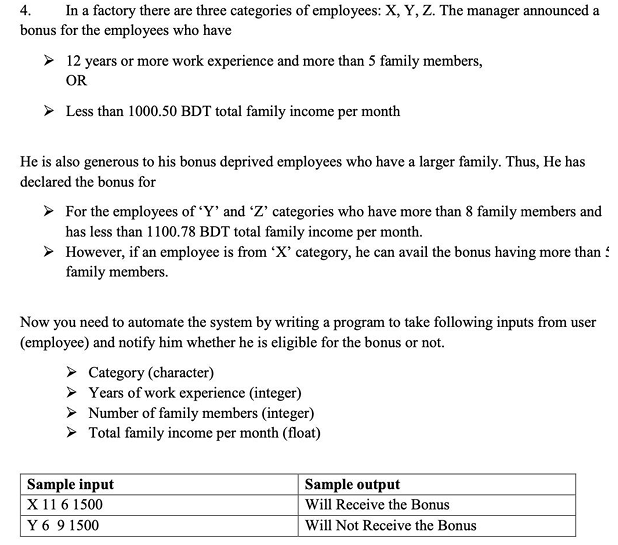 4. In a factory there are three categories of employees: X, Y, Z. The manager announced a
bonus for the employees who have
➢ 12 years or more work experience and more than 5 family members,
OR
➢ Less than 1000.50 BDT total family income per month
He is also generous to his bonus deprived employees who have a larger family. Thus, He has
declared the bonus for
➢ For the employees of ‘Y’ and ‘Z’ categories who have more than 8 family members and
has less than 1100.78 BDT total family income per month.
➢ However, if an employee is from ‘X’ category, he can avail the bonus having more than
family members.
Now you need to automate the system by writing a program to take following inputs from user
(employee) and notify him whether he is eligible for the bonus or not.
➢ Category (character)
➢ Years of work experience (integer)
➢ Number of family members (integer)
➢ Total family income per month (float)
Sample input Sample output
X 11 6 1500 Will Receive the Bonus
Y 6 9 1500 Will Not Receive the Bonus